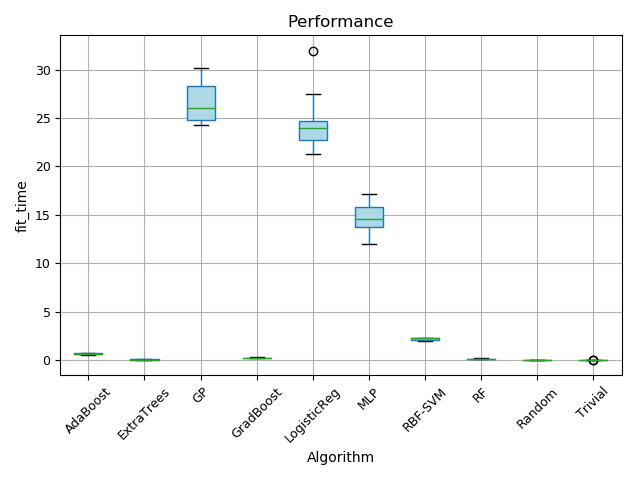 Performance
fit_time
30
25
20
15
10
5
0
AdaBoost
ExtraTrees
GP
GradBoost
LogisticReg
MLP
RBF-SVM
RF
Random
Trivial
Algorithm